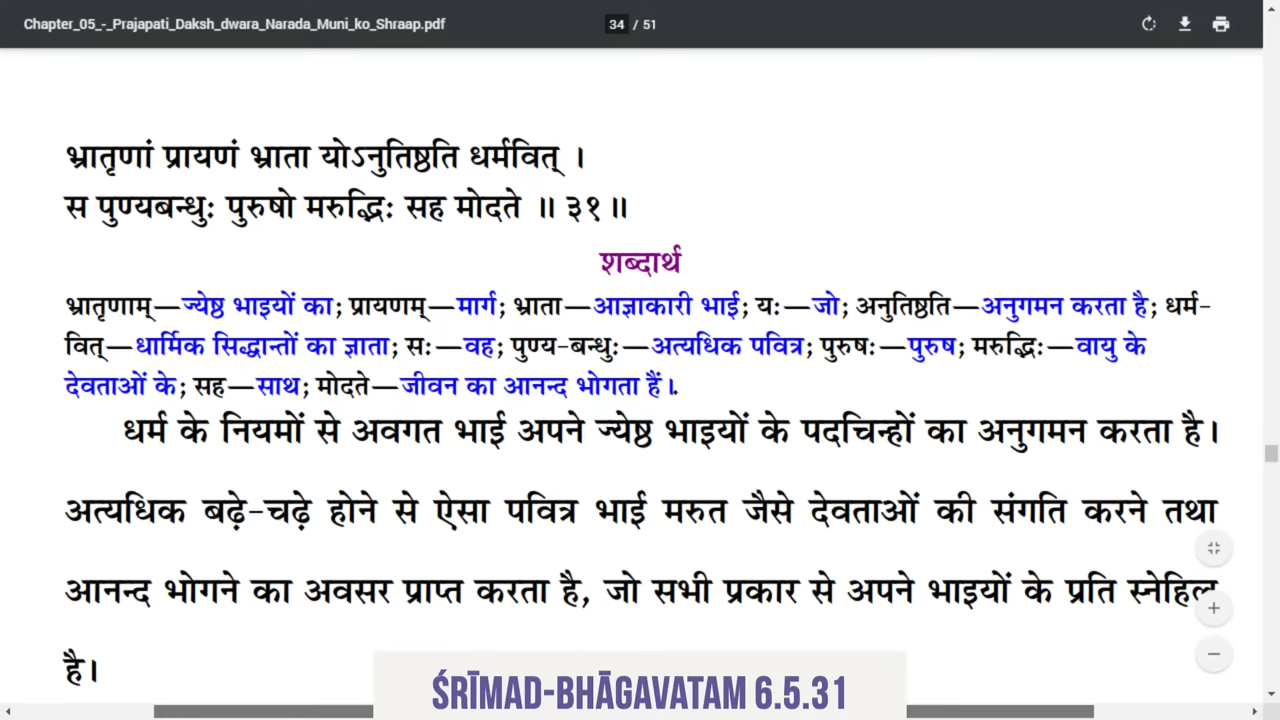 Chapter_05_-_Prajapati_Daksh_dwara_Narada_Muni_ko_Shraap.pdf 34 / 51
भ्रातृणां प्रायणं भ्राता योऽनुतिष्ठति धर्मवित् ।
स पुण्यबन्धुः पुरुषो मरुद्भिः सह मोदते ॥ ३१॥
शब्दार्थ
भ्रातृणाम्—ज्येष्ठ भाइयों का; प्रायणम्—मार्ग; भ्राता—आज्ञाकारी भाई; यः—जो; अनुतिष्ठति—अनुगमन करता है; धर्म-
वित्—धार्मिक सिद्धान्तों का ज्ञाता; सः—वह; पुण्य-बन्धुः—अत्यधिक पवित्र; पुरुषः—पुरुष; मरुद्भिः—वायु के
देवताओं के; सह—साथ; मोदते—जीवन का आनन्द भोगता हैं।.
धर्म के नियमों से अवगत भाई अपने ज्येष्ठ भाइयों के पदचिन्हों का अनुगमन करता है।
अत्यधिक बढ़े-चढ़े होने से ऐसा पवित्र भाई मरुत जैसे देवताओं की संगति करने तथा
आनन्द भोगने का अवसर प्राप्त करता है, जो सभी प्रकार से अपने भाइयों के प्रति स्नेहिल
है।
ŚRĪMAD-BHĀGAVATAM 6.5.31